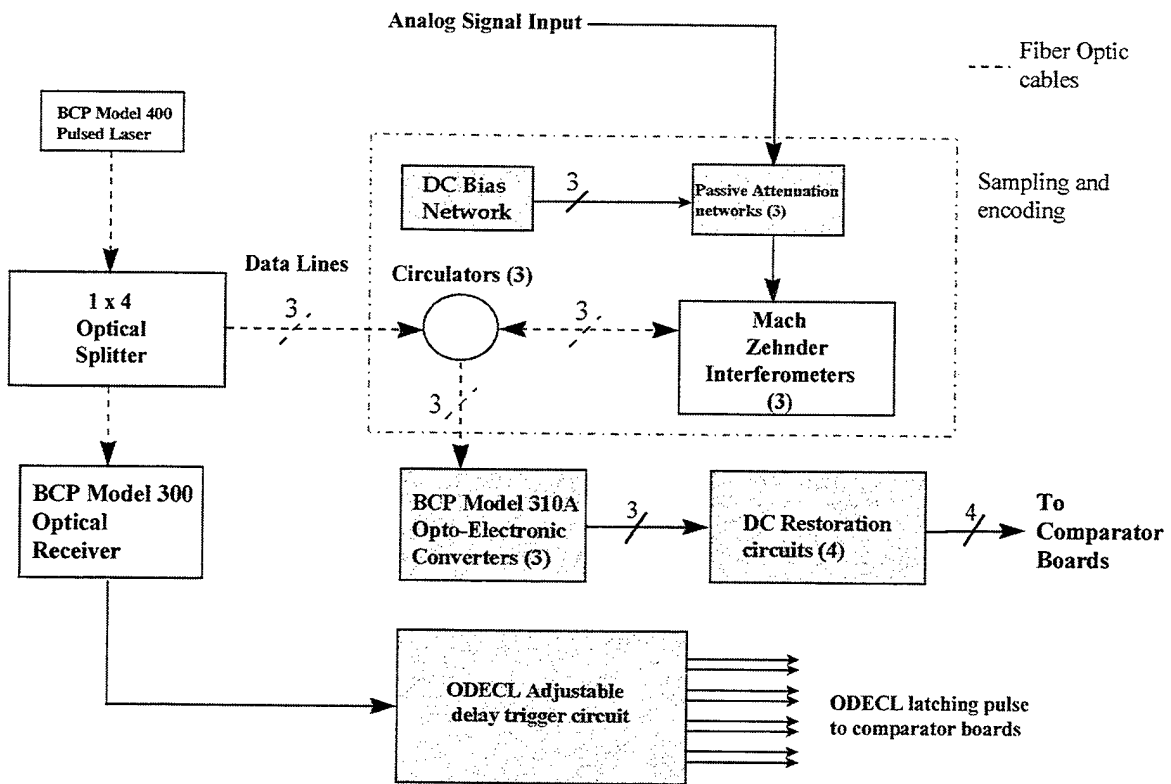 Analog Signal Input
Fiber Optic
cables
BCP Model 400
Pulsed Laser
DC Bias
Network
3
Passive Attenuation
networks (3)
Sampling and
encoding
Data Lines
Circulators (3)
1 x 4
Optical
Splitter
3
3
Mach
Zehnder
Interferometers
(3)
3
BCP Model 300
Optical
Receiver
BCP Model 310A
Opto-Electronic
Converters (3)
3
DC Restoration
circuits (4)
4
To
Comparator
Boards
ODECL Adjustable
delay trigger circuit
ODECL latching pulse
to comparator boards